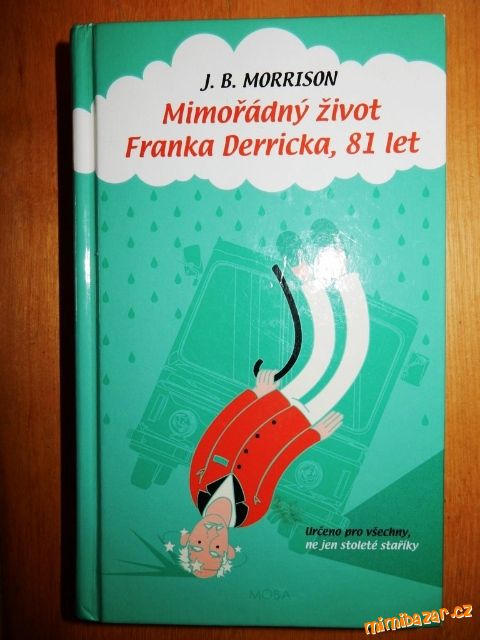 J. B. MORRISON
Mimořádný život
Franka Derricka, 81 let
Určeno pro všechny,
ne jen stoleté stařiky
MOBA
mimibazar.cz